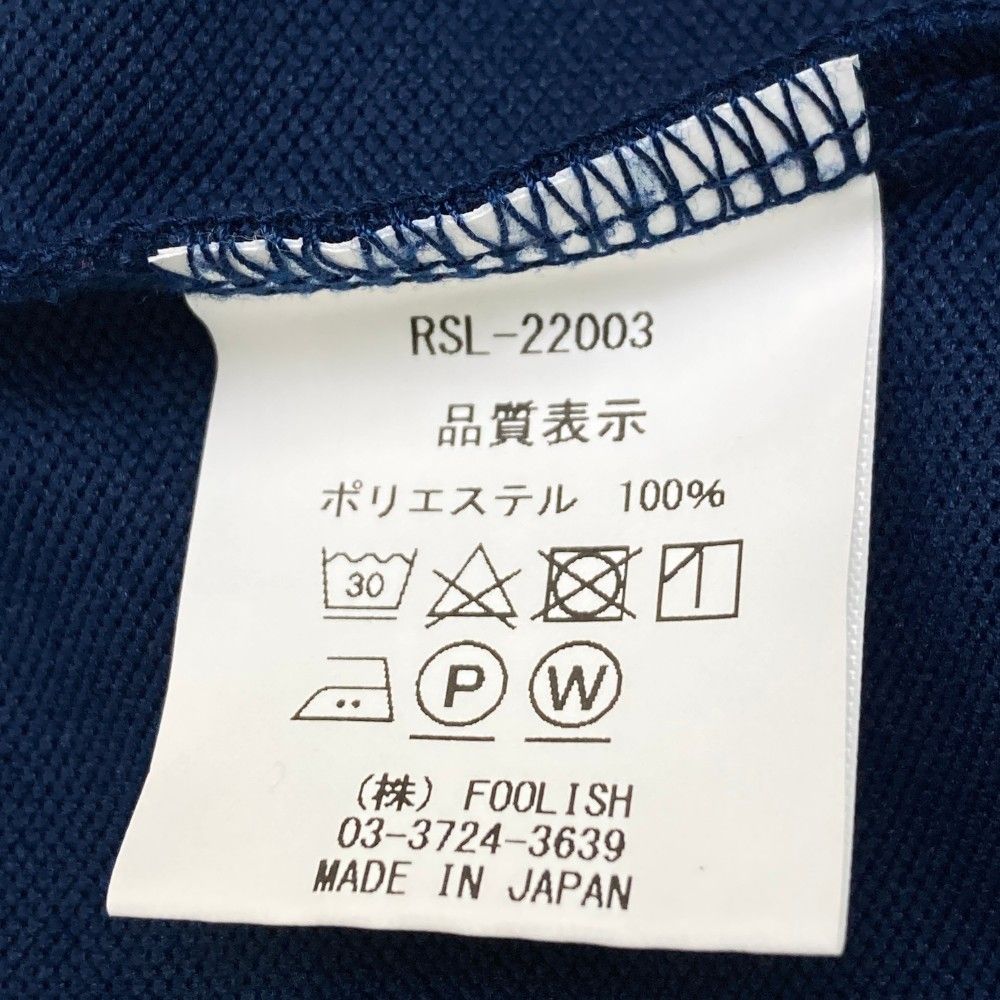 RSL-22003
品質表示
ポリエステル 100%
30
P W
(株) FOOLISH
03-3724-3639
MADE IN JAPAN